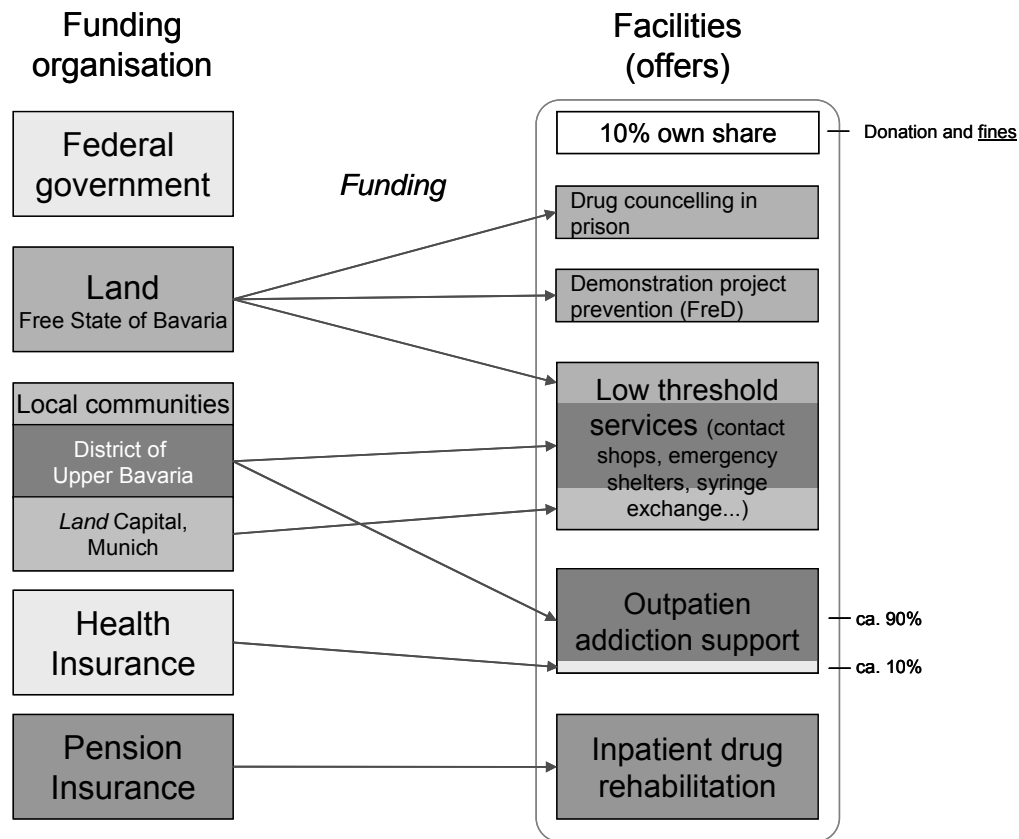 Funding
organisation
Facilities
(offers)
Federal
government
10% own share
Donation and fines
Funding
Drug councelling in
prison
Land
Free State of Bavaria
Demonstration project
prevention (FreD)
Local communities
District of
Upper Bavaria
Land Capital,
Munich
Low threshold
services (contact
shops, emergency
shelters, syringe
exchange...)
Health
Insurance
Outpatien
addiction support
ca. 90%
ca. 10%
Pension
Insurance
Inpatient drug
rehabilitation